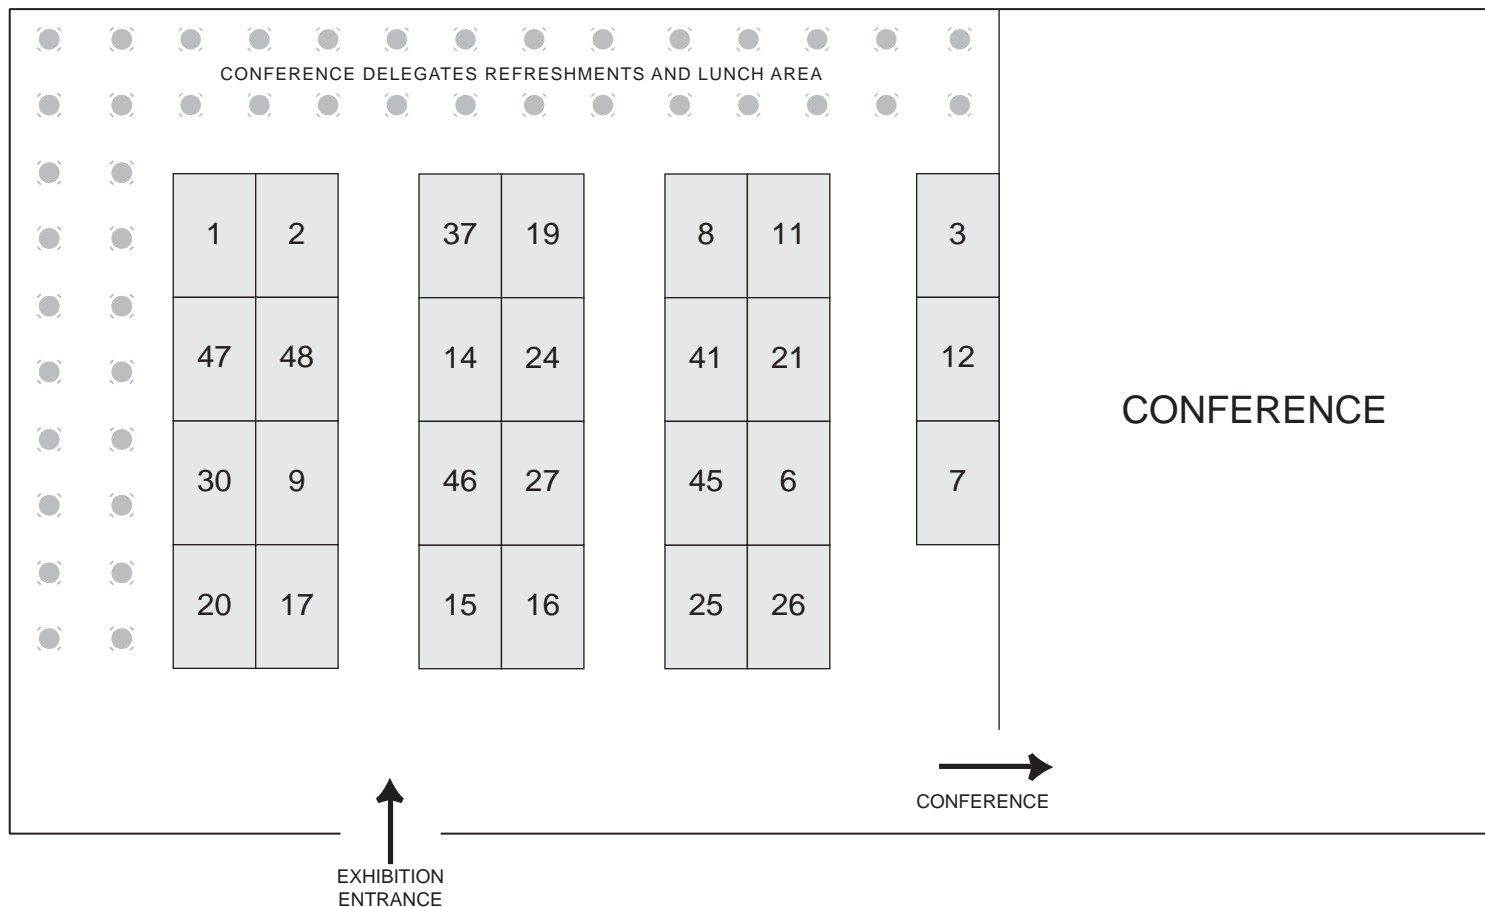 CONFERENCE DELEGATES REFRESHMENTS AND LUNCH AREA
1 2 37 19 8 11 3
47 48 14 24 41 21 12
CONFERENCE
30 9 46 27 45 6 7
20 17 15 16 25 26
CONFERENCE
EXHIBITION
ENTRANCE